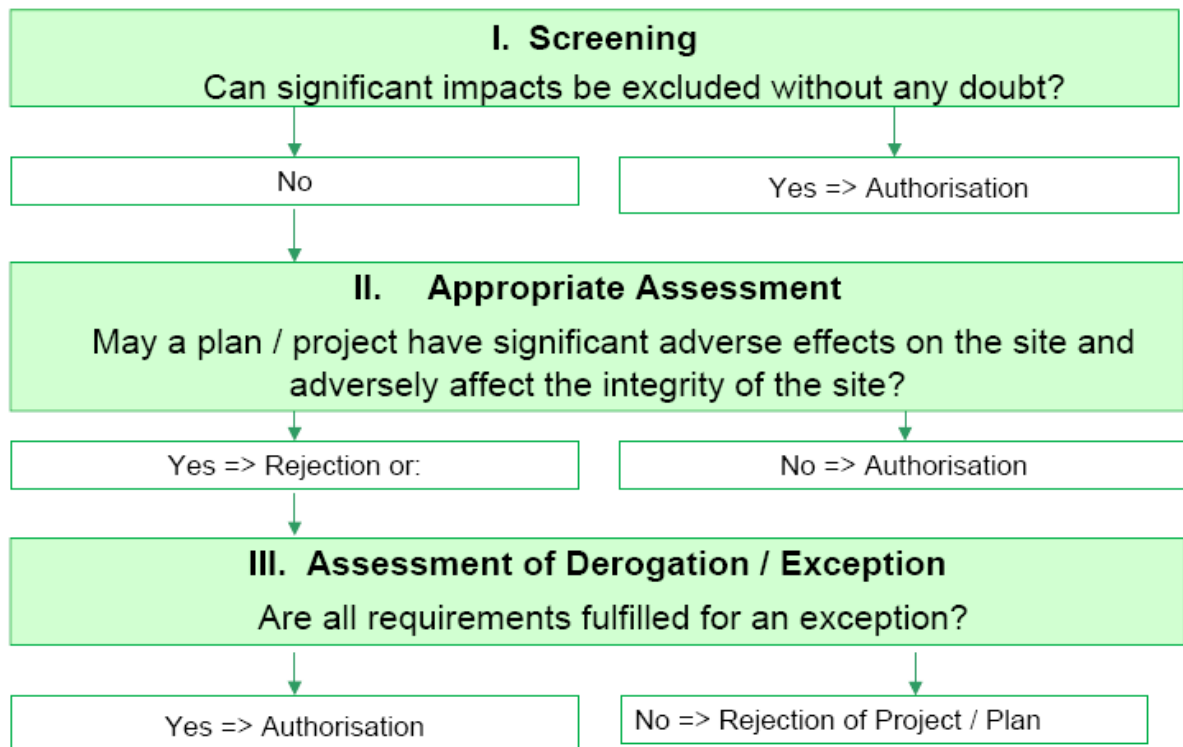 I. Screening
Can significant impacts be excluded without any doubt?
No
Yes => Authorisation
II. Appropriate Assessment
May a plan / project have significant adverse effects on the site and
adversely affect the integrity of the site?
Yes => Rejection or:
No => Authorisation
III. Assessment of Derogation / Exception
Are all requirements fulfilled for an exception?
Yes => Authorisation
No => Rejection of Project / Plan